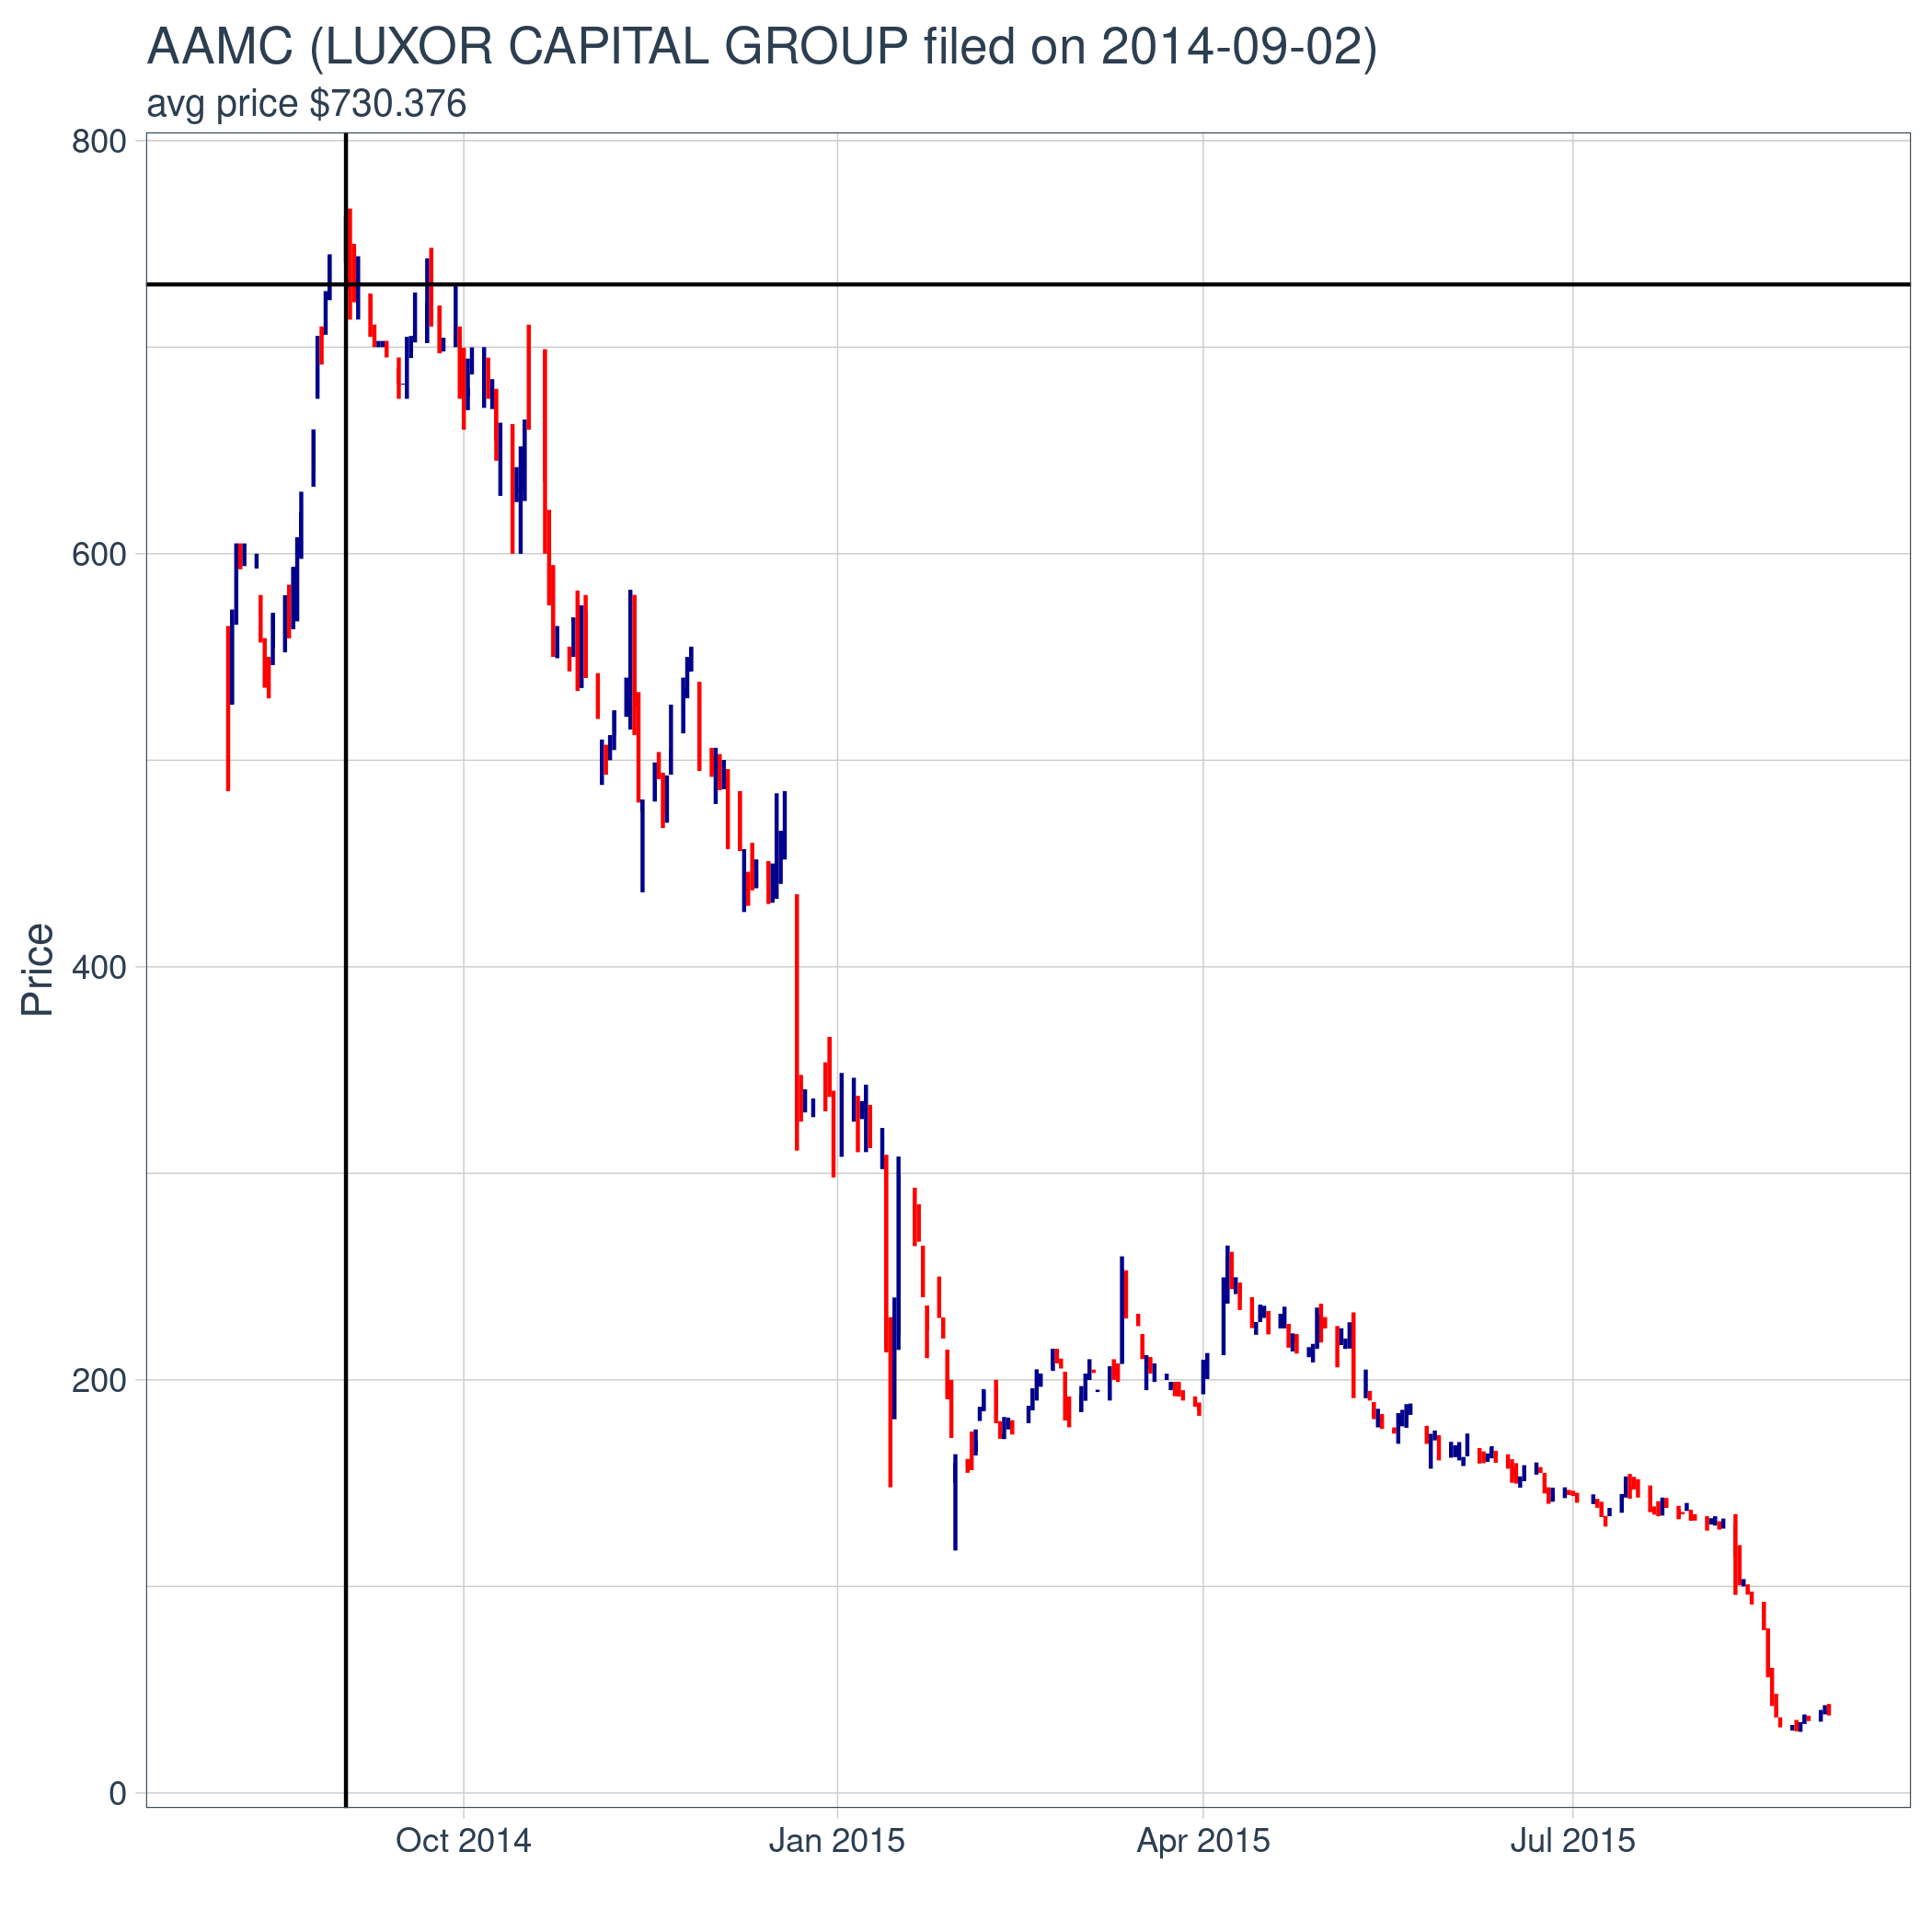 AAMC (LUXOR CAPITAL GROUP filed on 2014-09-02)
avg price $730.376
800
600
400
200
0
Price
Oct 2014
Jan 2015
Apr 2015
Jul 2015